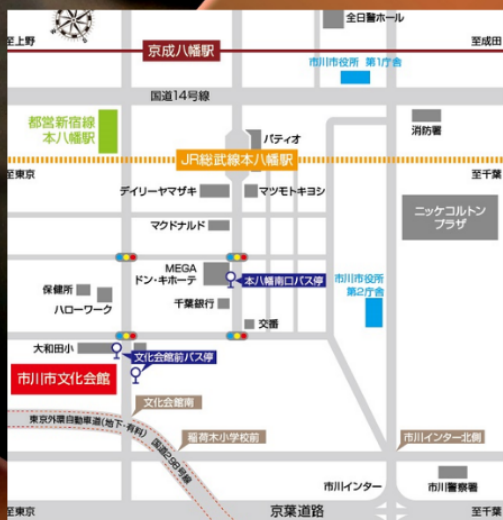 全日警ホール
至上野
至成田
京成八幡駅
市川市役所 第1庁舎
国道14号線
都営新宿線
本八幡駅
消防署
パティオ
JR総武線本八幡駅
至東京
至千葉
デイリーヤマザキ
マツモトキヨシ
ニッケコルトン
プラザ
マクドナルド
MEGA
ドン・キホーテ
本八幡南口バス停
市川市役所
第2庁舎
保健所
ハローワーク
千葉銀行
交番
大和田小
文化会館前バス停
市川市文化会館
文化会館南
東京外環自動車道(地下・有料)
国道298号線
稲荷木小学校前
市川インター北側
市川インター
市川警察署
至東京
京葉道路
至千葉